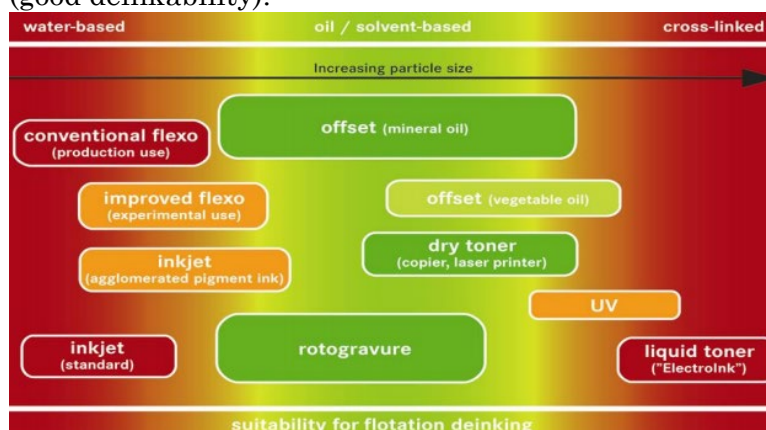 (good deinkability).
water-based oil / solvent-based cross-linked
Increasing particle size
offset (mineral oil)
conventional flexo
(production use)
improved flexo
(experimental use)
offset (vegetable oil)
dry toner
(copier, laser printer)
inkjet
(agglomerated pigment ink)
UV
inkjet
(standard)
rotogravure
liquid toner
("ElectroInk")
suitability for flotation deinking